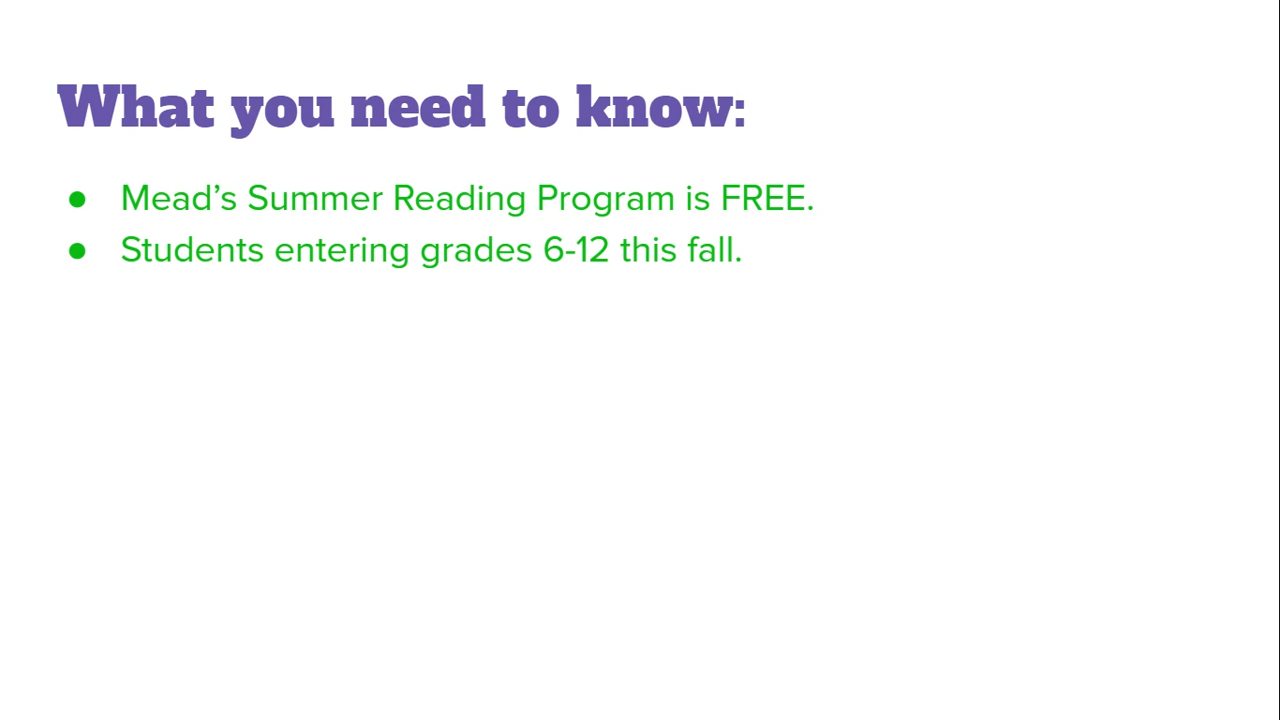 What you need to know:
● Mead’s Summer Reading Program is FREE.
● Students entering grades 6-12 this fall.